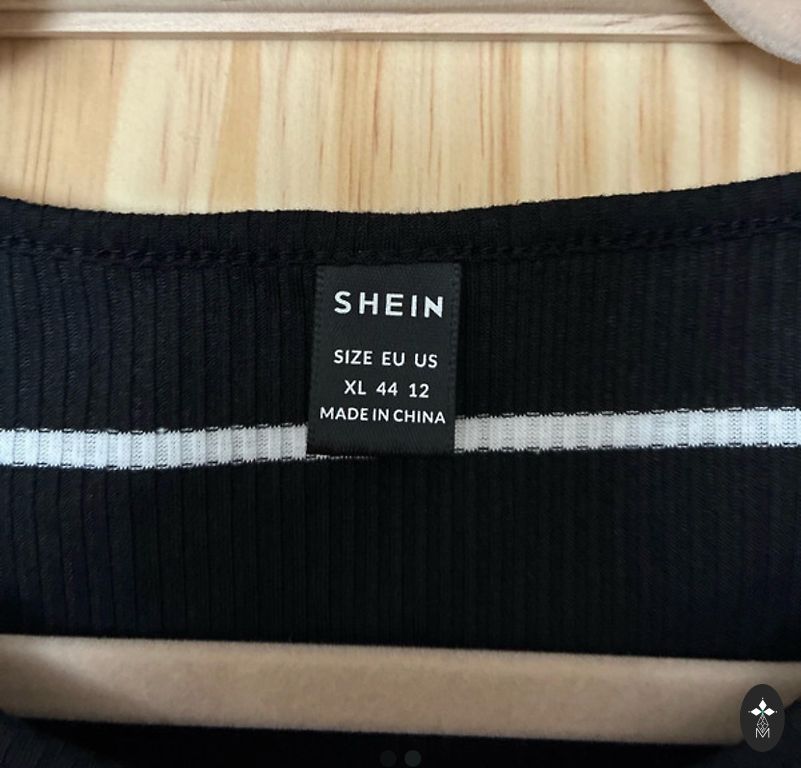 SHEIN
SIZE EU US
XL 44 12
MADE IN CHINA